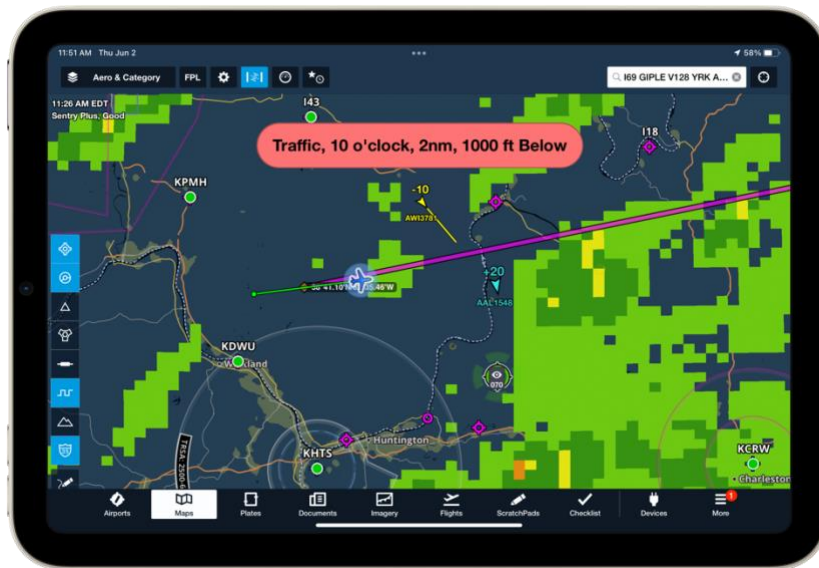 11:51 AM Thu Jun 2
58%
Aero & Category
FPL
I69 GIPLE V128 YRK A...
11:26 AM EDT
Sentry Plus, Good
I43
Traffic, 10 o'clock, 2nm, 1000 ft Below
I18
KPMH
-10
AWI3781
+20
AAL1548
KDWU
070
Huntington
KHTS
KCRW
Charleston
Airports
Maps
Plates
Documents
Imagery
Flights
ScratchPads
Checklist
Devices
More
1